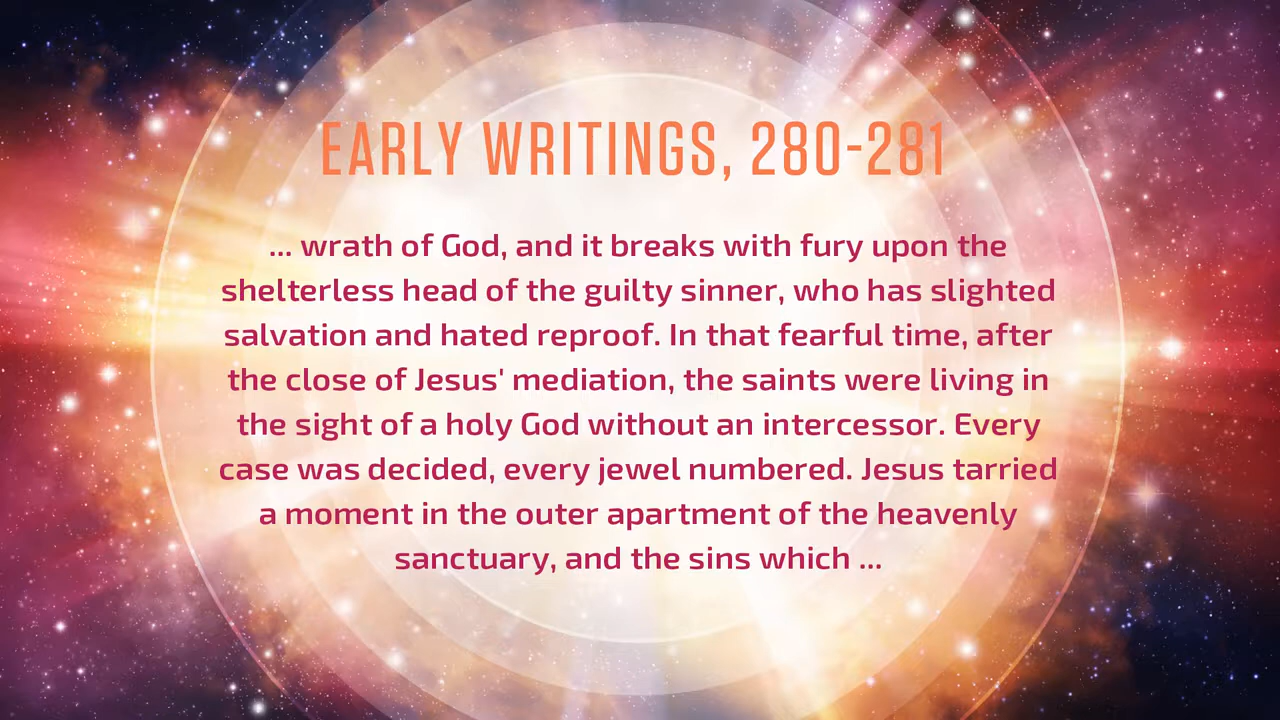 EARLY WRITINGS, 280-281
... wrath of God, and it breaks with fury upon the
shelterless head of the guilty sinner, who has slighted
salvation and hated reproof. In that fearful time, after
the close of Jesus' mediation, the saints were living in
the sight of a holy God without an intercessor. Every
case was decided, every jewel numbered. Jesus tarried
a moment in the outer apartment of the heavenly
sanctuary, and the sins which ...